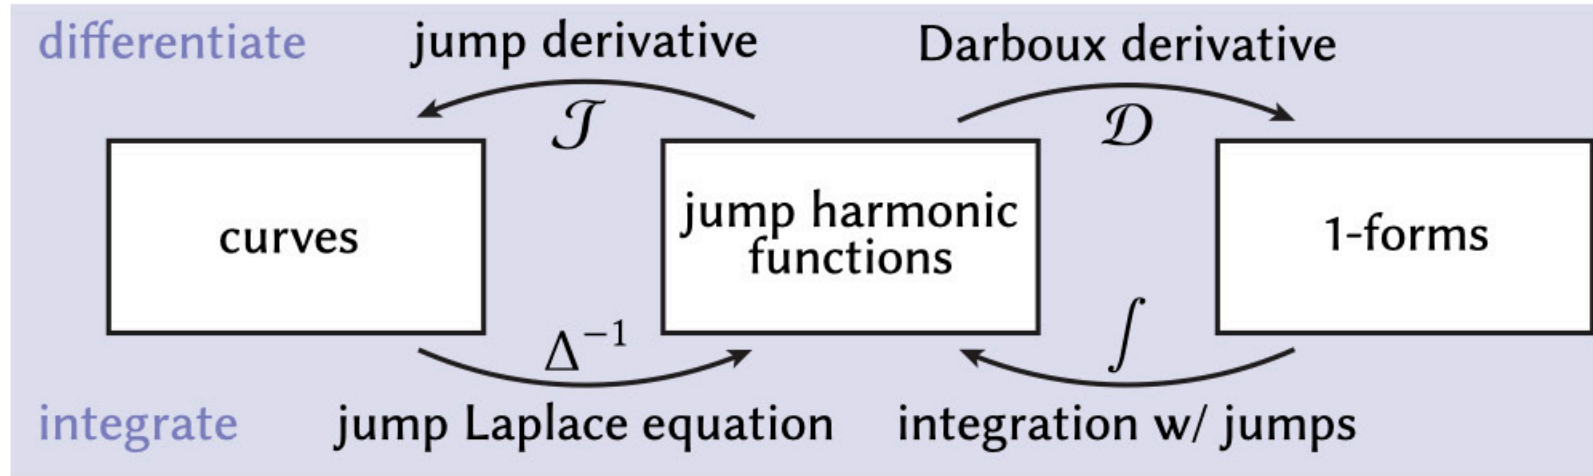 differentiate
jump derivative
Darboux derivative
𝒥
𝒟
curves
jump harmonic
functions
1-forms
Δ⁻¹
∫
integrate
jump Laplace equation
integration w/ jumps